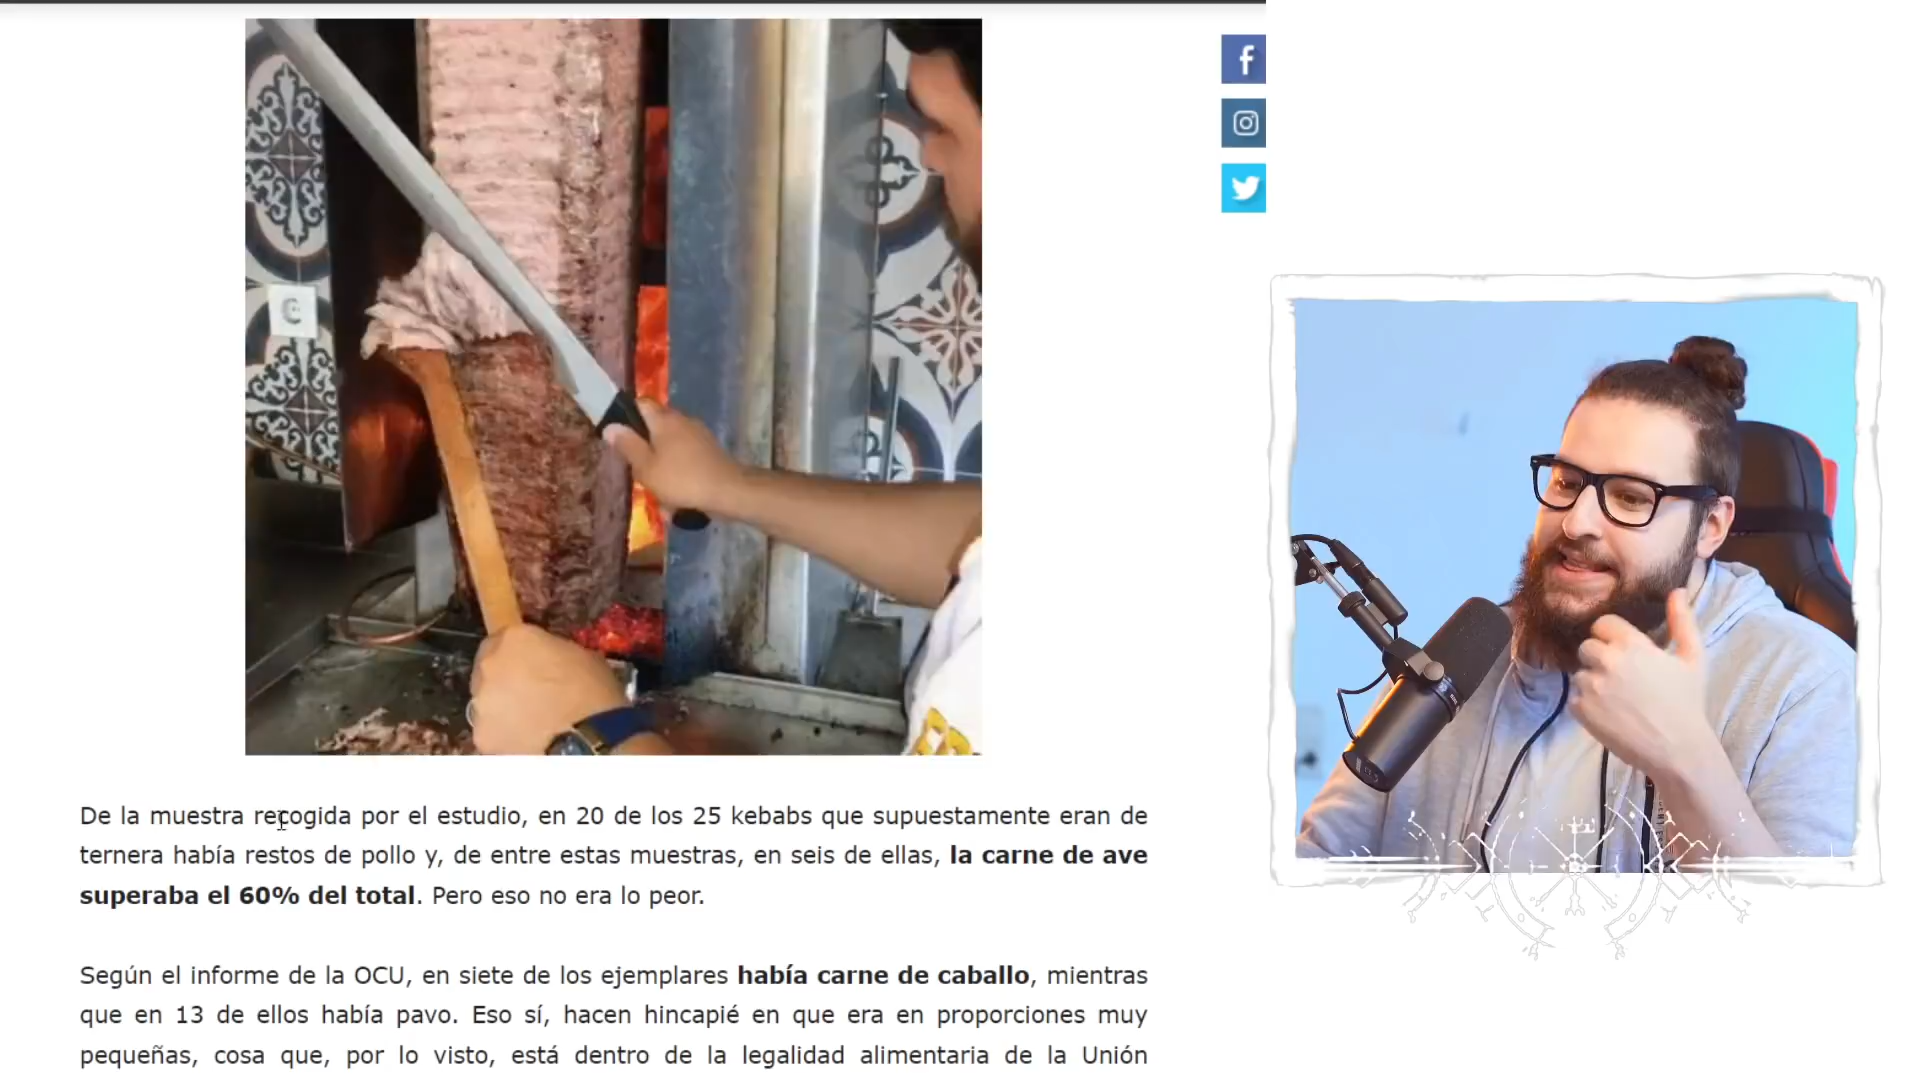 De la muestra recogida por el estudio, en 20 de los 25 kebabs que supuestamente eran de
ternera había restos de pollo y, de entre estas muestras, en seis de ellas, la carne de ave
superaba el 60% del total. Pero eso no era lo peor.
Según el informe de la OCU, en siete de los ejemplares había carne de caballo, mientras
que en 13 de ellos había pavo. Eso sí, hacen hincapié en que era en proporciones muy
pequeñas, cosa que, por lo visto, está dentro de la legalidad alimentaria de la Unión